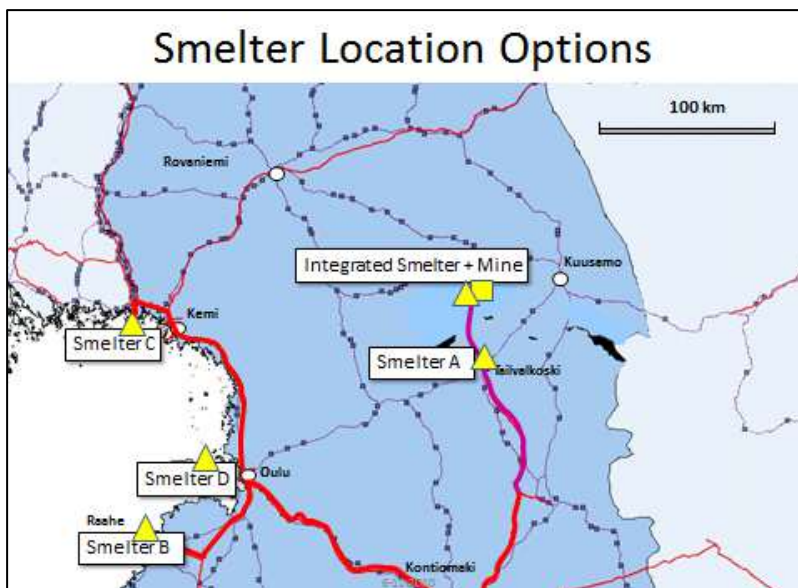 Smelter Location Options
100 km
Rovaniemi
Integrated Smelter + Mine
Kuusamo
Kemi
Smelter C
Smelter A
Taivalkoski
Smelter D
Oulu
Raahe
Smelter B
Kontiomaki